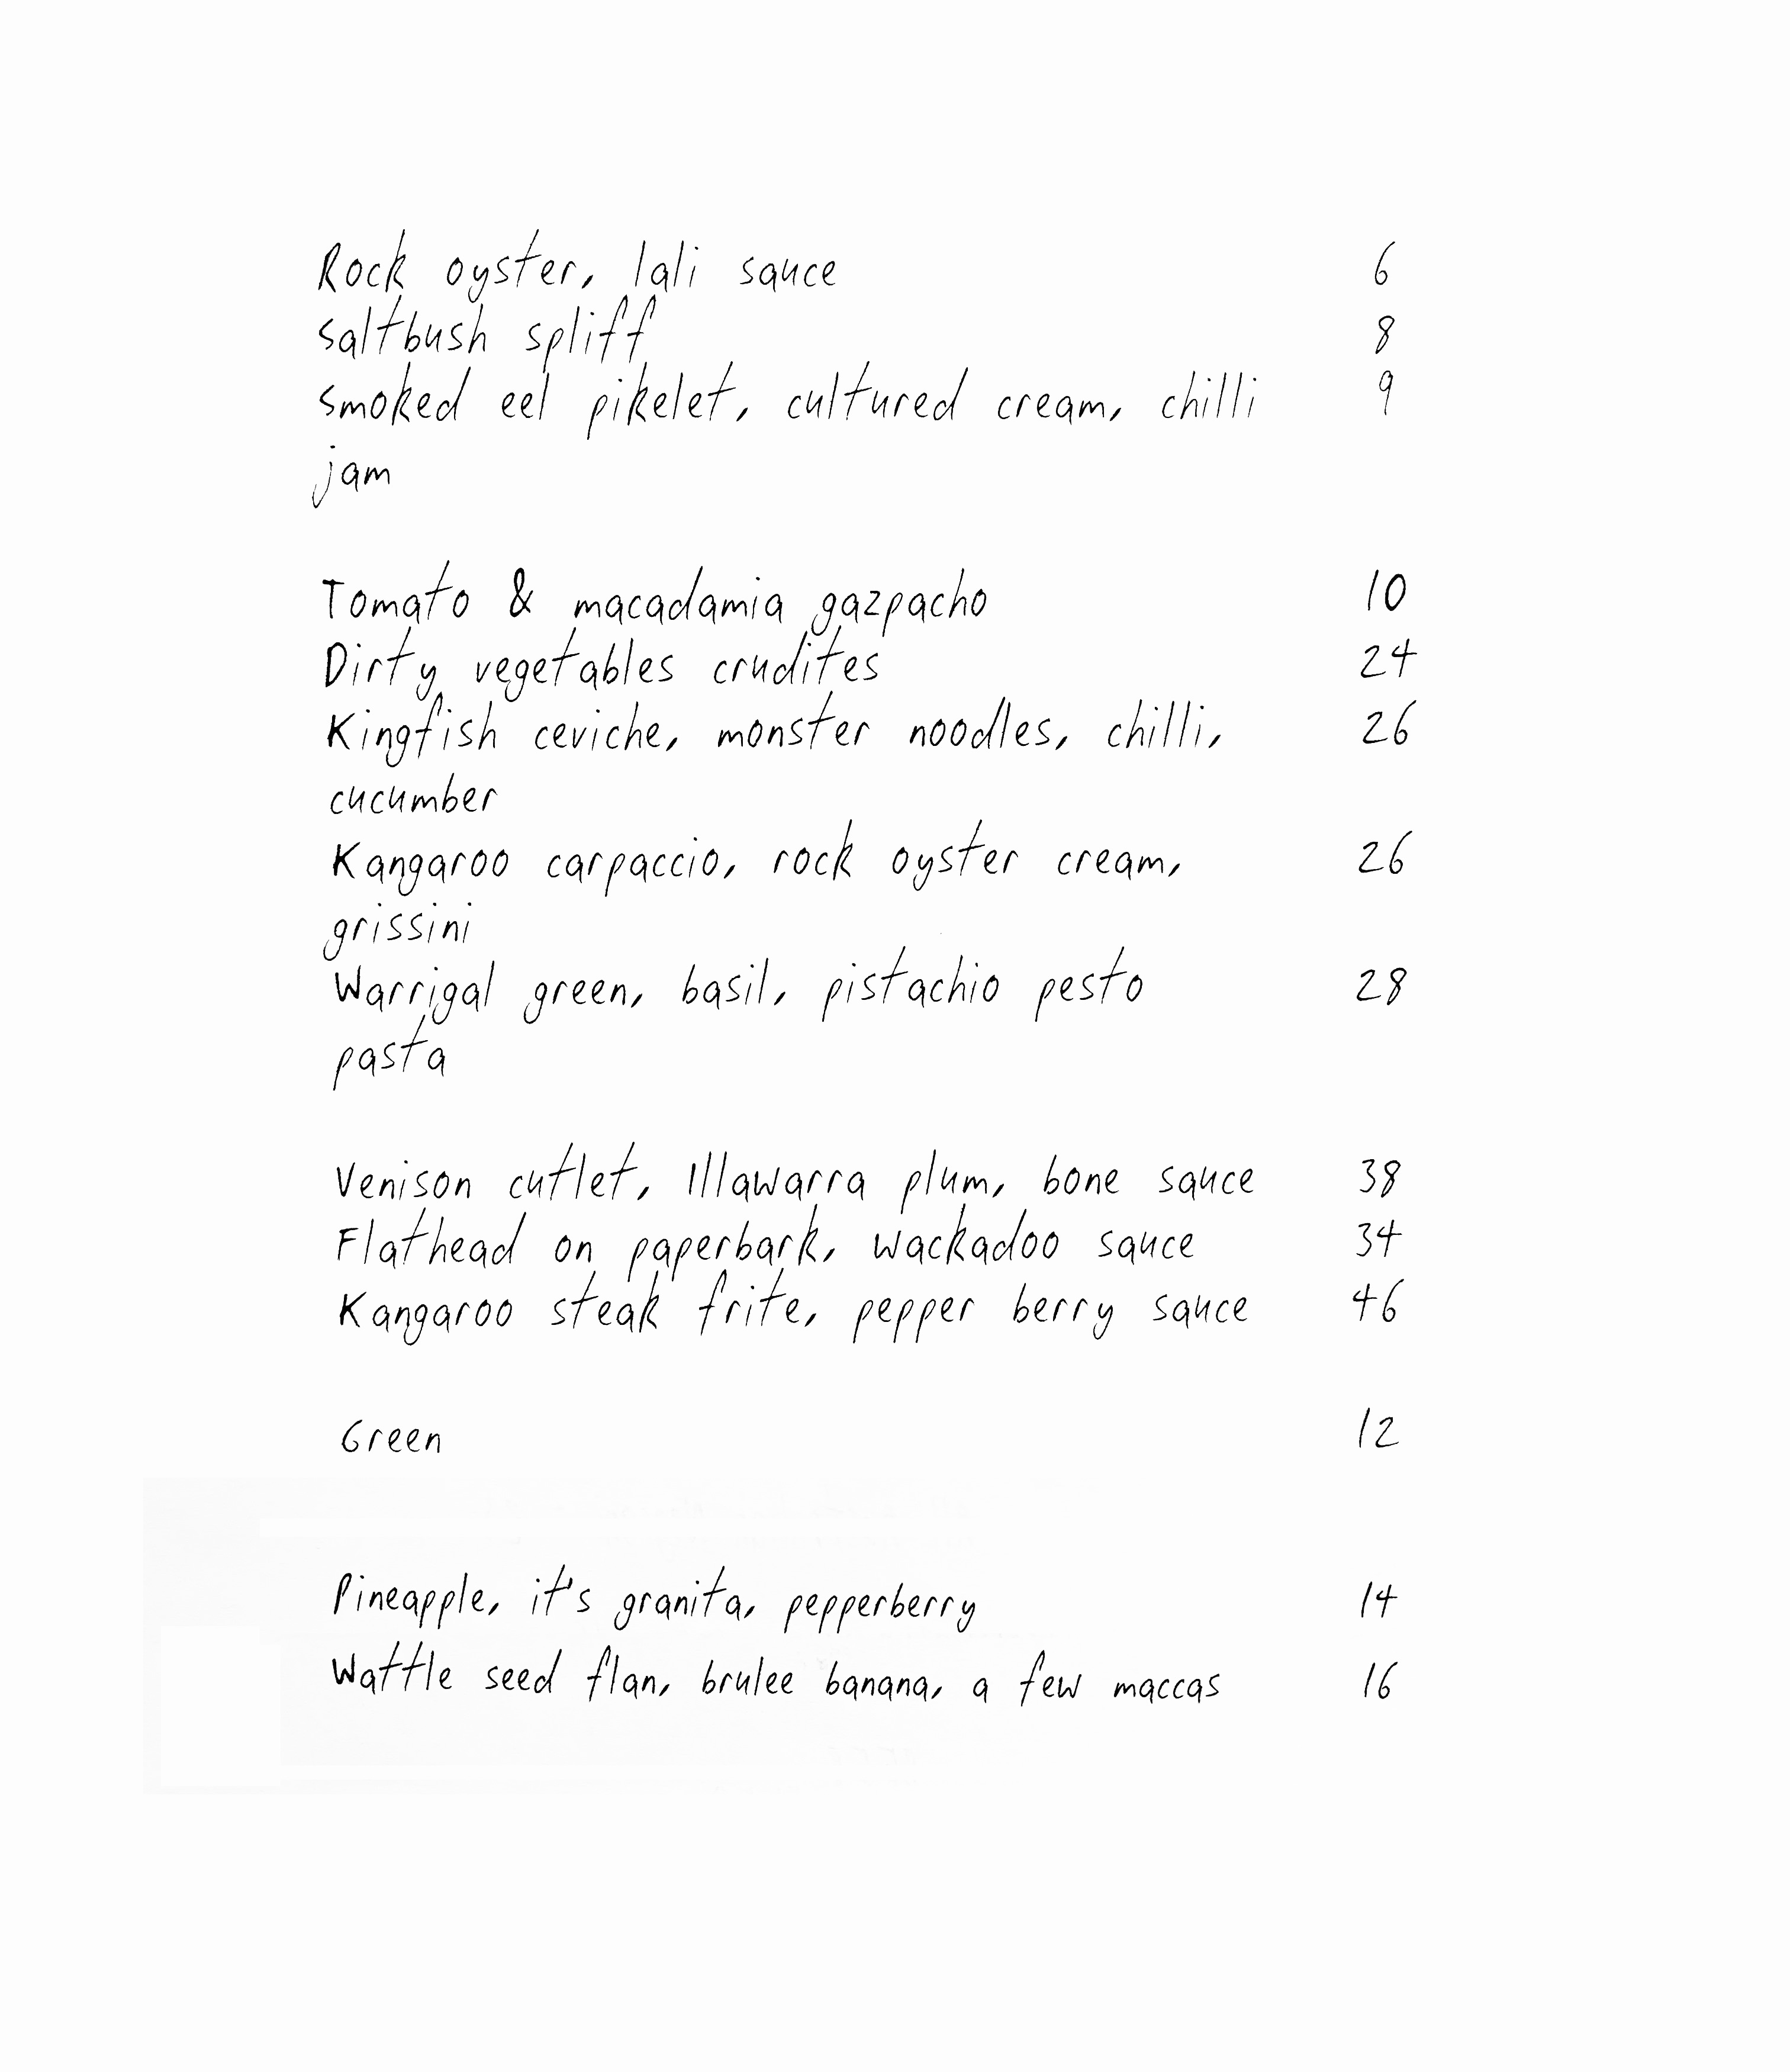 Rock oyster, lali sauce 6
Saltbush spliff 8
Smoked eel pikelet, cultured cream, chilli 9
jam
Tomato & macadamia gazpacho 10
Dirty vegetables crudites 24
Kingfish ceviche, monster noodles, chilli, 26
cucumber
Kangaroo carpaccio, rock oyster cream, 26
grissini
Warrigal green, basil, pistachio pesto 28
pasta
Venison cutlet, Illawarra plum, bone sauce 38
Flathead on paperbark, wackadoo sauce 34
Kangaroo steak frite, pepper berry sauce 46
Green 12
Pineapple, it's granita, pepperberry 14
Wattle seed flan, brulee banana, a few maccas 16